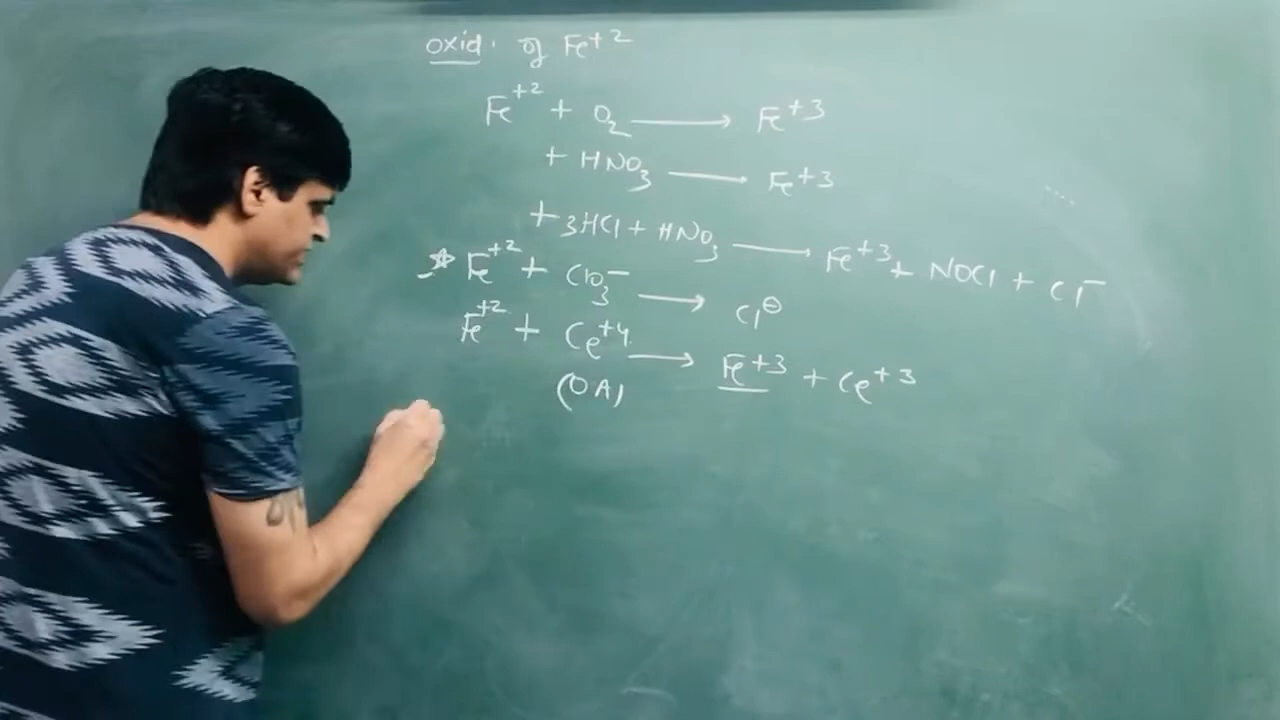 oxid. of Fe+2
Fe+2 + O2 ⟶ Fe+3
+ HNO3 ⟶ Fe+3
+ 3HCl + HNO3 ⟶ Fe+3 + NOCl + Cl−
* Fe+2 + ClO3− ⟶ Cl⊖
Fe+2 + Ce+4 ⟶ Fe+3 + Ce+3
(OA)